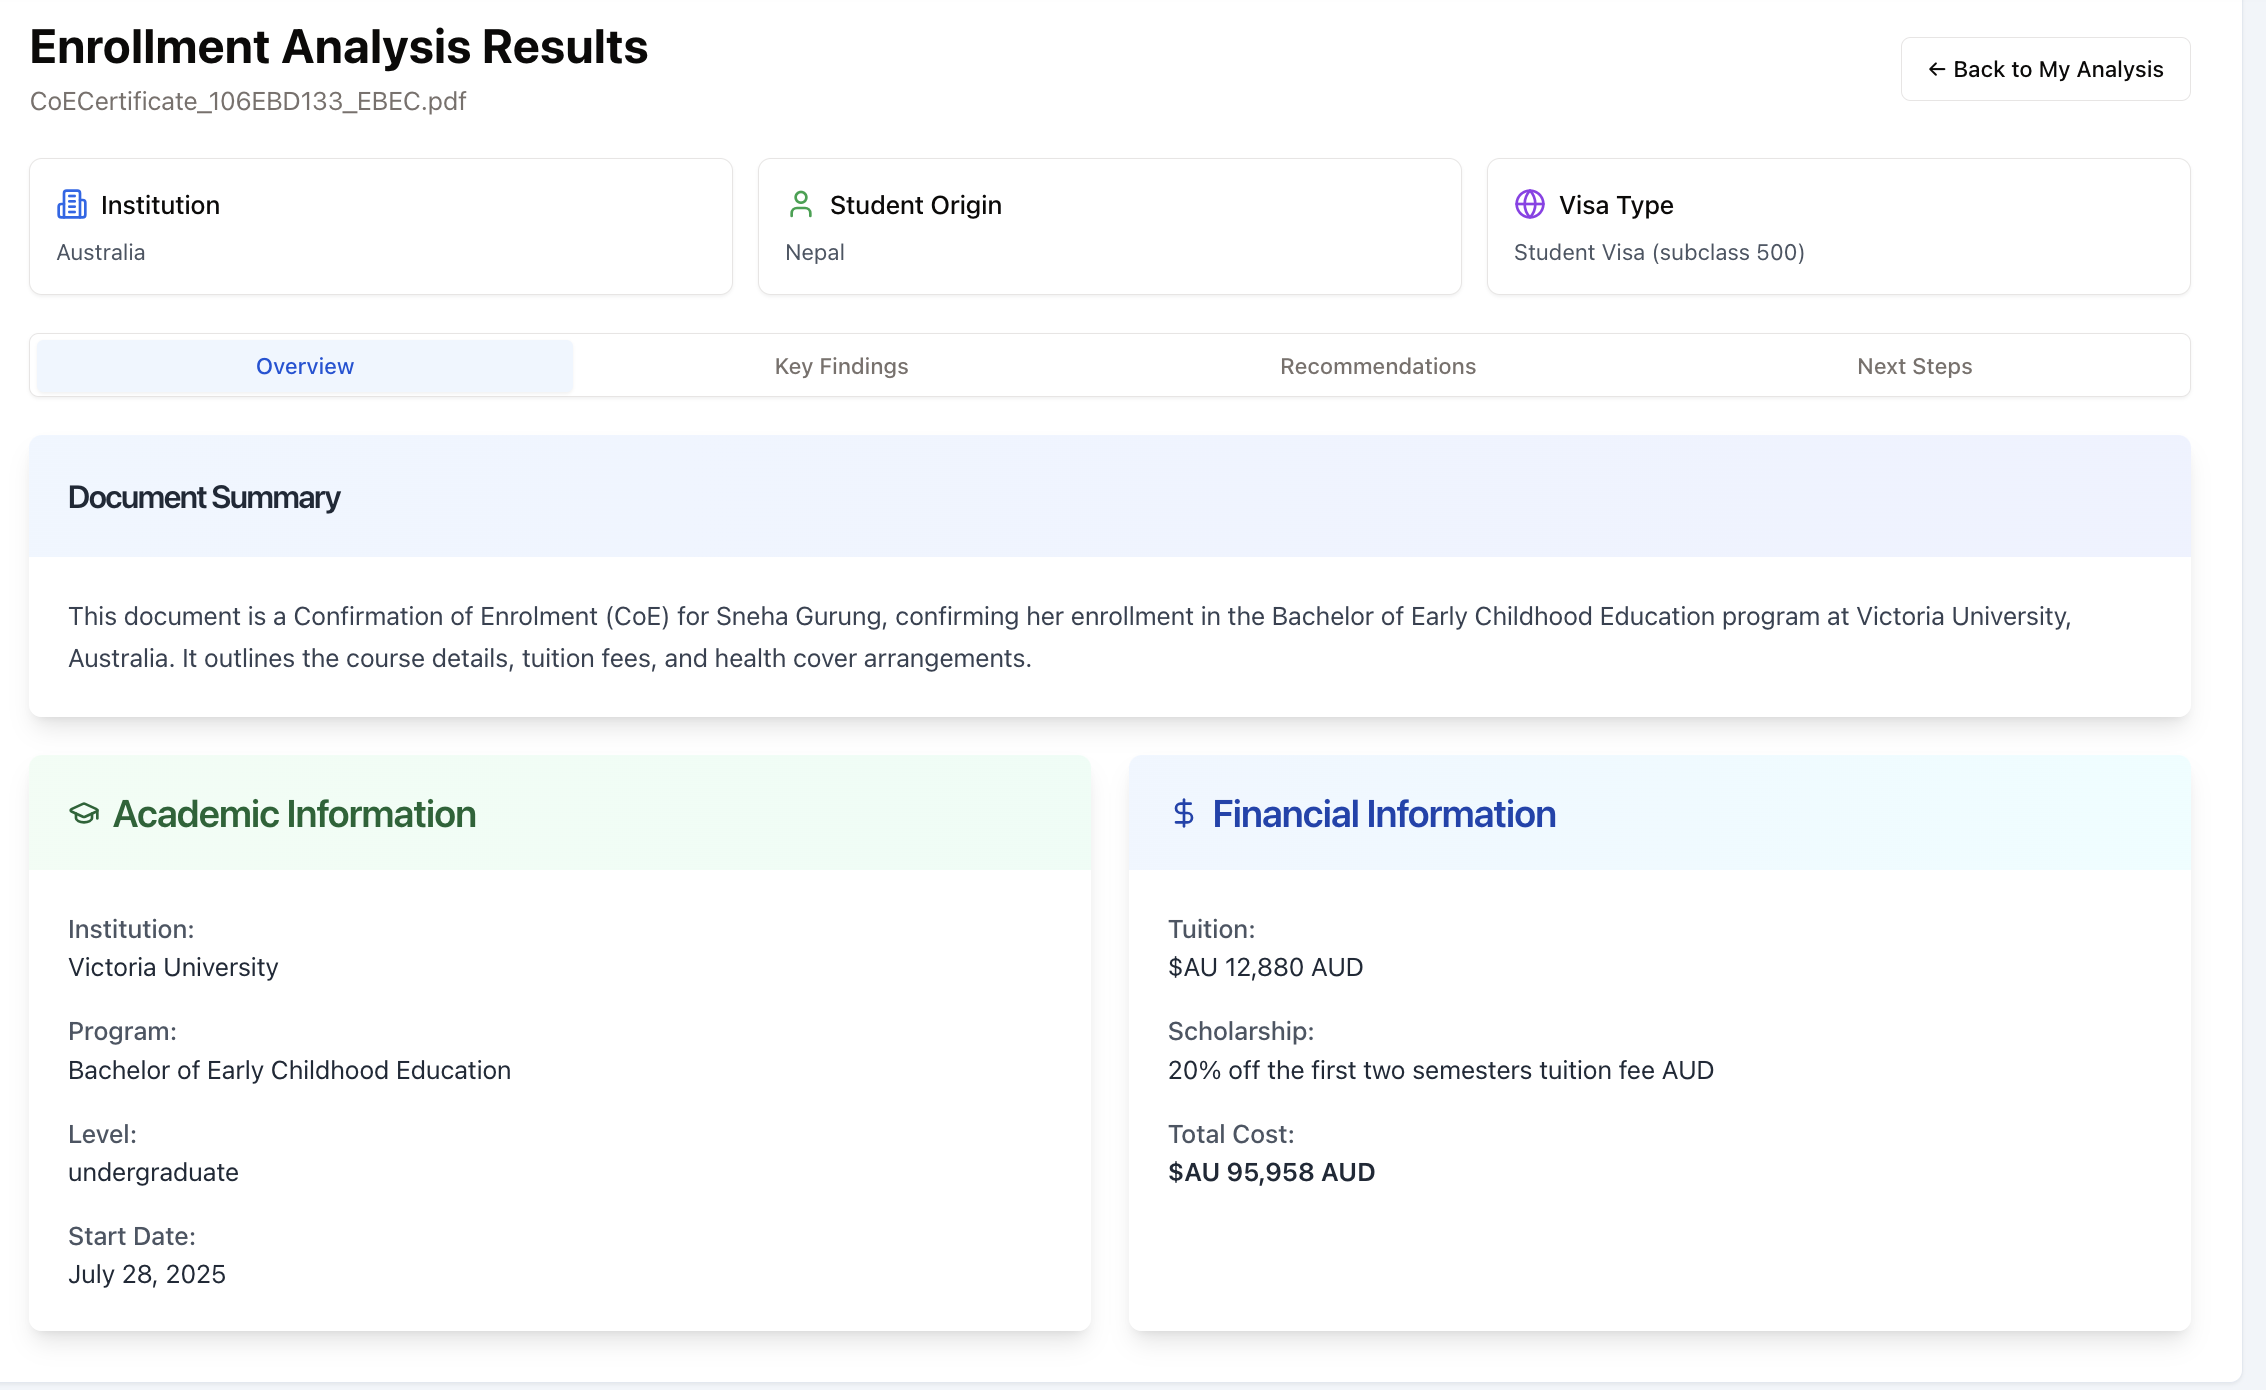 Enrollment Analysis Results
CoECertificate_106EBD133_EBEC.pdf
← Back to My Analysis
Institution
Australia
Student Origin
Nepal
Visa Type
Student Visa (subclass 500)
Overview
Key Findings
Recommendations
Next Steps
Document Summary
This document is a Confirmation of Enrolment (CoE) for Sneha Gurung, confirming her enrollment in the Bachelor of Early Childhood Education program at Victoria University,
Australia. It outlines the course details, tuition fees, and health cover arrangements.
Academic Information
Institution:
Victoria University
Program:
Bachelor of Early Childhood Education
Level:
undergraduate
Start Date:
July 28, 2025
$ Financial Information
Tuition:
$AU 12,880 AUD
Scholarship:
20% off the first two semesters tuition fee AUD
Total Cost:
$AU 95,958 AUD